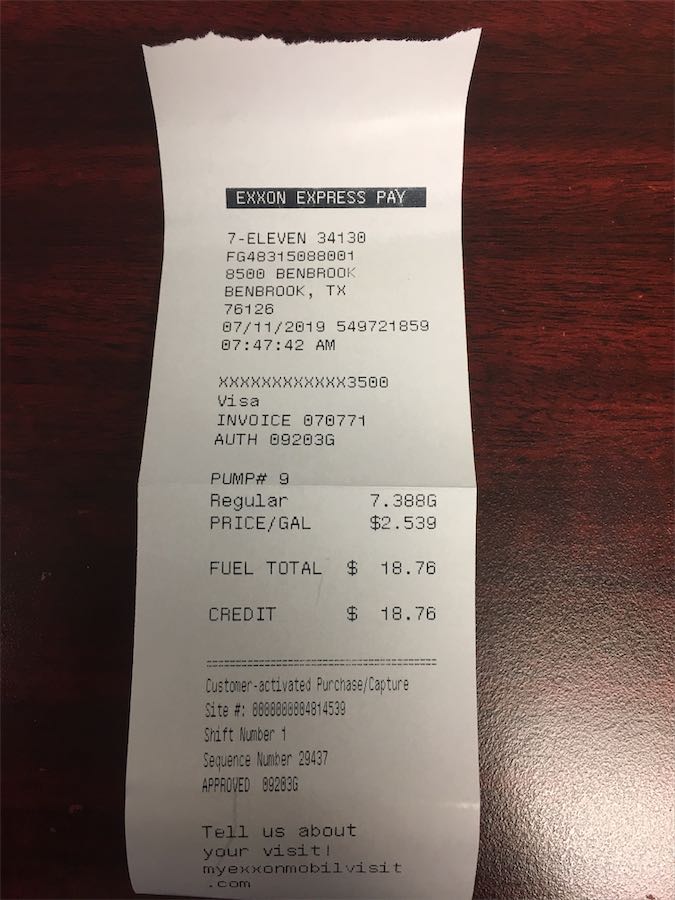 EXXON EXPRESS PAY
7-ELEVEN 34130
FG48315088001
8500 BENBROOK
BENBROOK, TX
76126
07/11/2019 549721859
07:47:42 AM
XXXXXXXXXXXX3500
Visa
INVOICE 070771
AUTH 09203G
PUMP# 9
Regular 7.388G
PRICE/GAL $2.539
FUEL TOTAL $ 18.76
CREDIT $ 18.76
=======================================
Customer-activated Purchase/Capture
Site #: 0000000004814539
Shift Number 1
Sequence Number 29437
APPROVED 09203G
Tell us about
your visit!
myexxonmobilvisit
.com